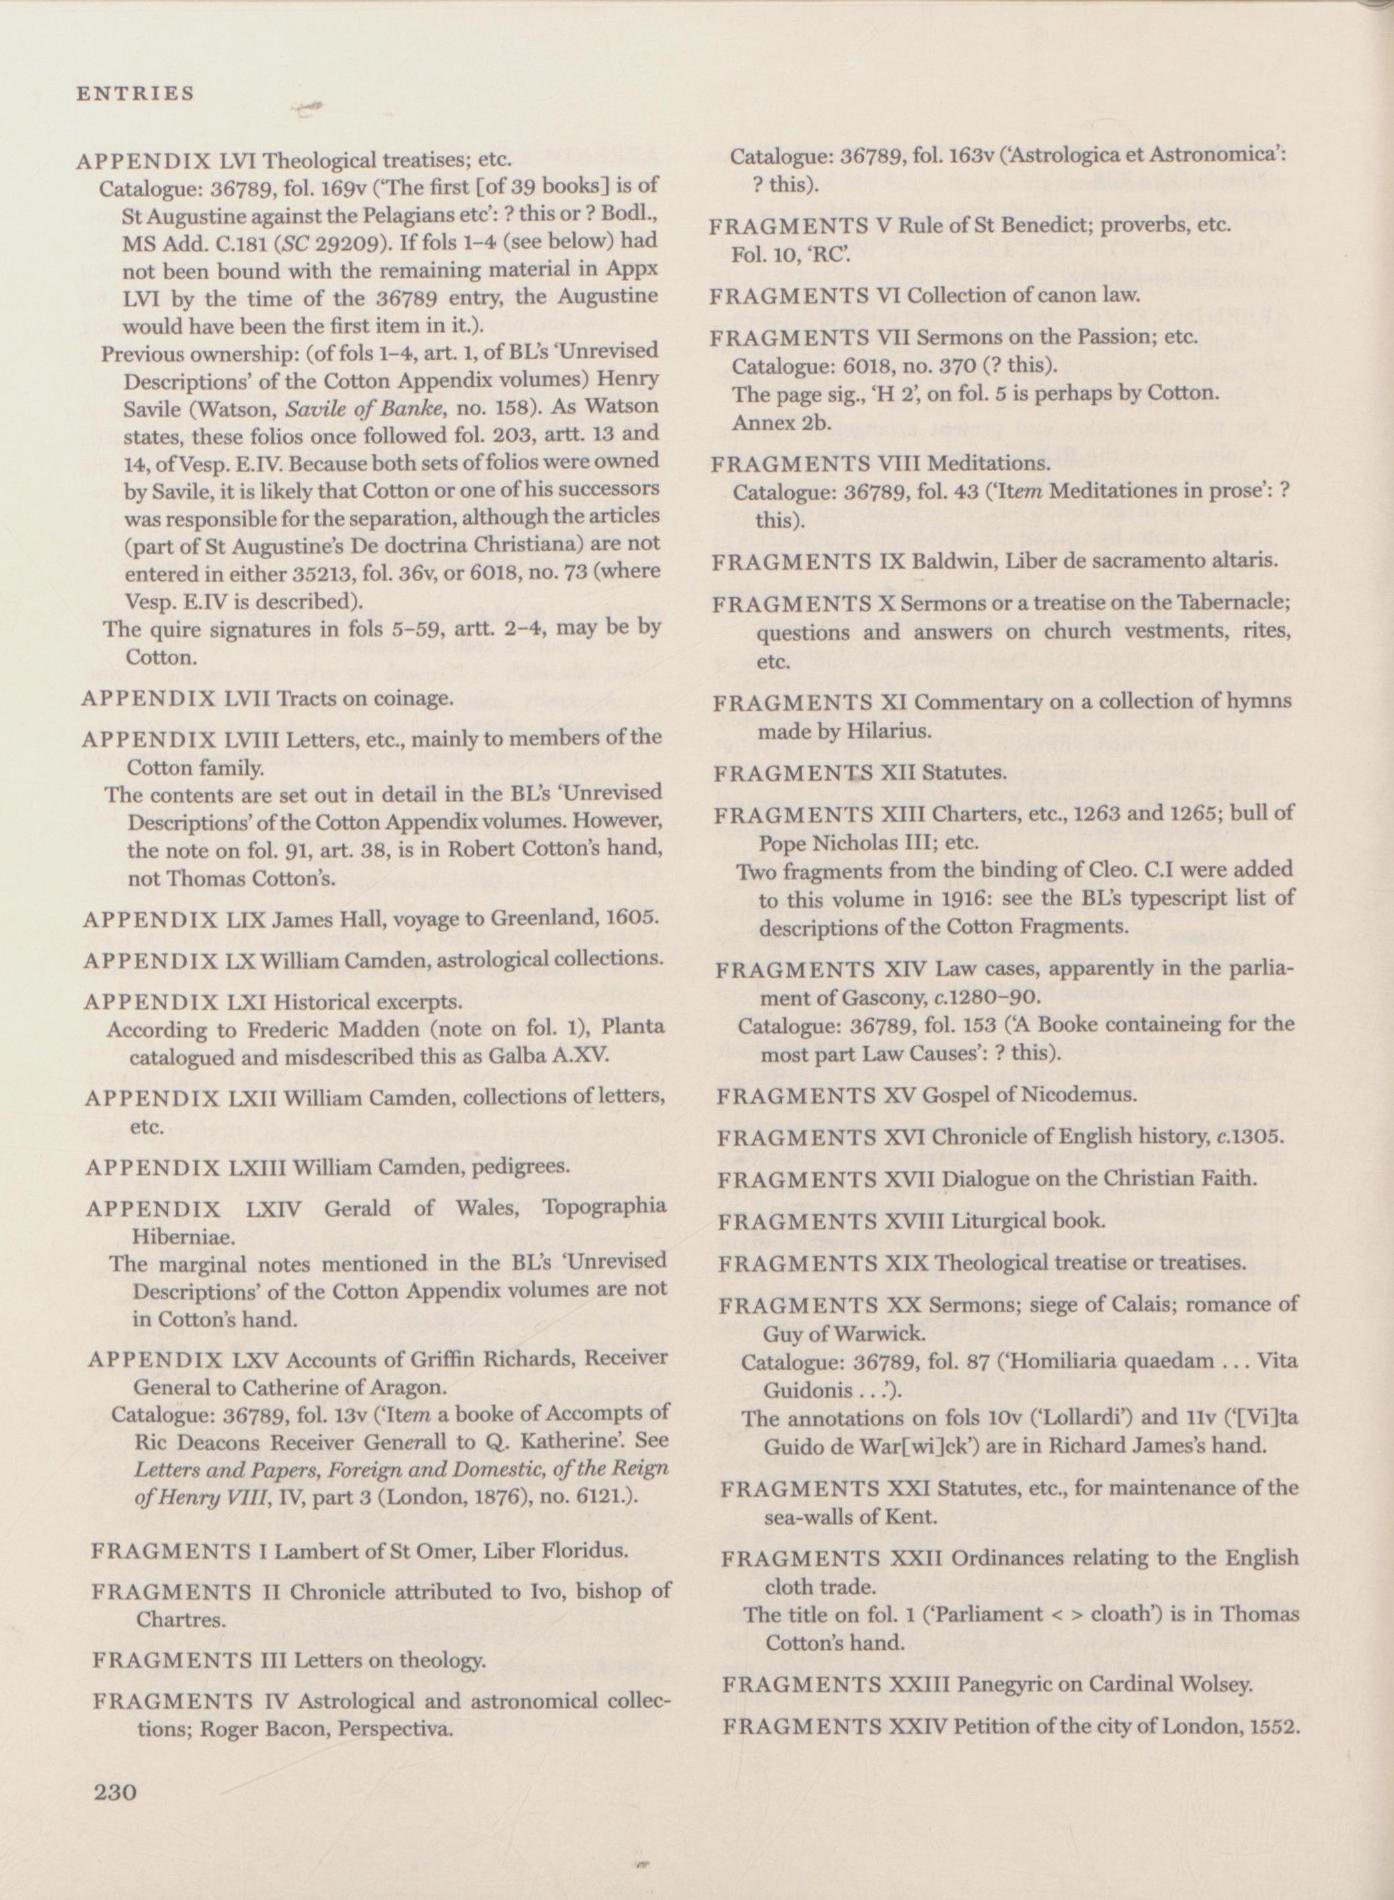 ENTRIES
APPENDIX LVI Theological treatises; etc.
Catalogue: 36789, fol. 169v (‘The first [of 39 books] is of
St Augustine against the Pelagians etc’: ? this or ? Bodl.,
MS Add. C.181 (SC 29209). If fols 1–4 (see below) had
not been bound with the remaining material in Appx
LVI by the time of the 36789 entry, the Augustine
would have been the first item in it.).
Previous ownership: (of fols 1–4, art. 1, of BL’s ‘Unrevised
Descriptions’ of the Cotton Appendix volumes) Henry
Savile (Watson, Savile of Banke, no. 158). As Watson
states, these folios once followed fol. 203, artt. 13 and
14, of Vesp. E.IV. Because both sets of folios were owned
by Savile, it is likely that Cotton or one of his successors
was responsible for the separation, although the articles
(part of St Augustine’s De doctrina Christiana) are not
entered in either 35213, fol. 36v, or 6018, no. 73 (where
Vesp. E.IV is described).
The quire signatures in fols 5–59, artt. 2–4, may be by
Cotton.
APPENDIX LVII Tracts on coinage.
APPENDIX LVIII Letters, etc., mainly to members of the
Cotton family.
The contents are set out in detail in the BL’s ‘Unrevised
Descriptions’ of the Cotton Appendix volumes. However,
the note on fol. 91, art. 38, is in Robert Cotton’s hand,
not Thomas Cotton’s.
APPENDIX LIX James Hall, voyage to Greenland, 1605.
APPENDIX LX William Camden, astrological collections.
APPENDIX LXI Historical excerpts.
According to Frederic Madden (note on fol. 1), Planta
catalogued and misdescribed this as Galba A.XV.
APPENDIX LXII William Camden, collections of letters,
etc.
APPENDIX LXIII William Camden, pedigrees.
APPENDIX LXIV Gerald of Wales, Topographia
Hiberniae.
The marginal notes mentioned in the BL’s ‘Unrevised
Descriptions’ of the Cotton Appendix volumes are not
in Cotton’s hand.
APPENDIX LXV Accounts of Griffin Richards, Receiver
General to Catherine of Aragon.
Catalogue: 36789, fol. 13v (‘Item a booke of Accompts of
Ric Deacons Receiver Generall to Q. Katherine’. See
Letters and Papers, Foreign and Domestic, of the Reign
of Henry VIII, IV, part 3 (London, 1876), no. 6121.).
FRAGMENTS I Lambert of St Omer, Liber Floridus.
FRAGMENTS II Chronicle attributed to Ivo, bishop of
Chartres.
FRAGMENTS III Letters on theology.
FRAGMENTS IV Astrological and astronomical collec-
tions; Roger Bacon, Perspectiva.
Catalogue: 36789, fol. 163v (‘Astrologica et Astronomica’:
? this).
FRAGMENTS V Rule of St Benedict; proverbs, etc.
Fol. 10, ‘RC’.
FRAGMENTS VI Collection of canon law.
FRAGMENTS VII Sermons on the Passion; etc.
Catalogue: 6018, no. 370 (? this).
The page sig., ‘H 2’, on fol. 5 is perhaps by Cotton.
Annex 2b.
FRAGMENTS VIII Meditations.
Catalogue: 36789, fol. 43 (‘Item Meditationes in prose’: ?
this).
FRAGMENTS IX Baldwin, Liber de sacramento altaris.
FRAGMENTS X Sermons or a treatise on the Tabernacle;
questions and answers on church vestments, rites,
etc.
FRAGMENTS XI Commentary on a collection of hymns
made by Hilarius.
FRAGMENTS XII Statutes.
FRAGMENTS XIII Charters, etc., 1263 and 1265; bull of
Pope Nicholas III; etc.
Two fragments from the binding of Cleo. C.I were added
to this volume in 1916: see the BL’s typescript list of
descriptions of the Cotton Fragments.
FRAGMENTS XIV Law cases, apparently in the parlia-
ment of Gascony, c.1280–90.
Catalogue: 36789, fol. 153 (‘A Booke containeing for the
most part Law Causes’: ? this).
FRAGMENTS XV Gospel of Nicodemus.
FRAGMENTS XVI Chronicle of English history, c.1305.
FRAGMENTS XVII Dialogue on the Christian Faith.
FRAGMENTS XVIII Liturgical book.
FRAGMENTS XIX Theological treatise or treatises.
FRAGMENTS XX Sermons; siege of Calais; romance of
Guy of Warwick.
Catalogue: 36789, fol. 87 (‘Homiliaria quaedam . . . Vita
Guidonis . . .’).
The annotations on fols 10v (‘Lollardi’) and 11v (‘[Vi]ta
Guido de War[wi]ck’) are in Richard James’s hand.
FRAGMENTS XXI Statutes, etc., for maintenance of the
sea-walls of Kent.
FRAGMENTS XXII Ordinances relating to the English
cloth trade.
The title on fol. 1 (‘Parliament < > cloath’) is in Thomas
Cotton’s hand.
FRAGMENTS XXIII Panegyric on Cardinal Wolsey.
FRAGMENTS XXIV Petition of the city of London, 1552.
230